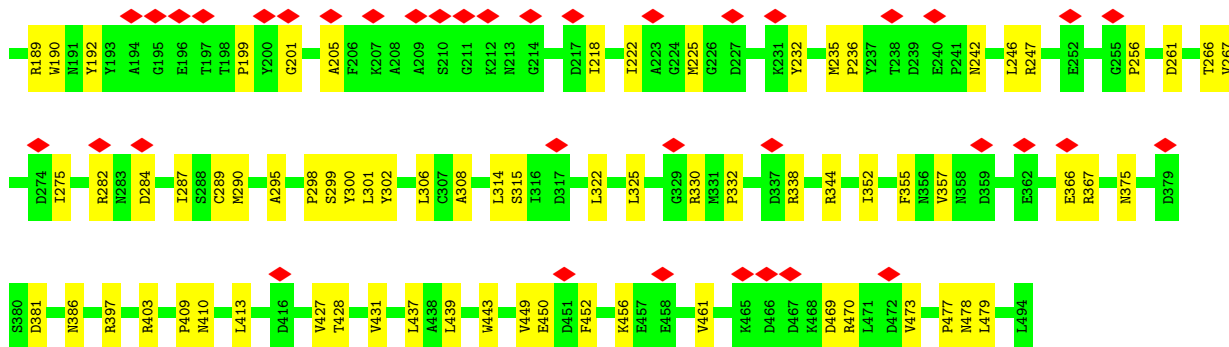 R189 W190 N191 Y192 Y193 A194 G195 E196 T197 T198 P199 Y200 G201 A205 F206 K207 A208 A209 S210 G211 K212 N213 G214 D217 I218 I222 A223 G224 M225 G226 D227 K231 Y232 M235 P236 Y237 T238 D239 E240 P241 N242 L246 R247 E252 G255 P256 D261 T266 V267
D274 I275 R282 N283 D284 I287 S288 C289 M290 A295 P298 S299 Y300 L301 Y302 L306 C307 A308 L314 S315 I316 D317 L322 L325 G329 R330 M331 P332 D337 R338 R344 I352 F355 N356 V357 N358 D359 E362 E366 R367 N375 D379
S380 D381 N386 R397 R403 P409 N410 L413 D416 V427 T428 V431 L437 A438 L439 W443 V449 E450 D451 F452 K456 E457 E458 V461 K465 D466 D467 K468 D469 R470 L471 D472 V473 P477 N478 L479 L494